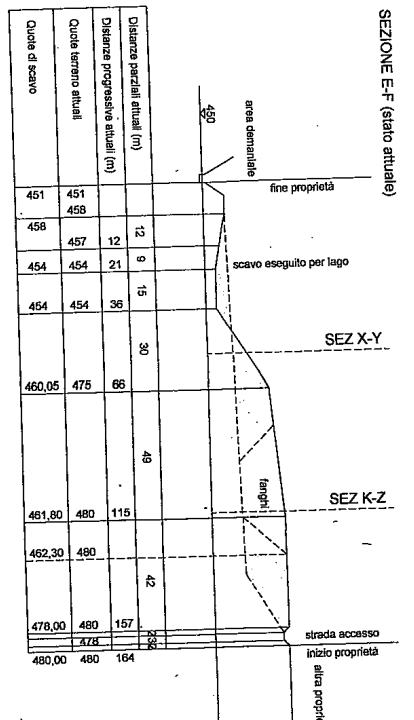 SEZIONE E-F (stato attuale)
area demaniale
450
fine proprietà
scavo eseguito per lago
SEZ X-Y
fanghi
SEZ K-Z
strada accesso
inizio proprietà
altra
Distanze parziali attuali (m)
12 9 15 30 49 42
Distanze progressive attuali (m)
12 21 36 66 115 157 164
Quote terreno attuali
451 458 457 454 454 475 480 480 480 478 480
Quote di scavo
451 458 454 454 460,05 461,80 462,30 478,00 480,00